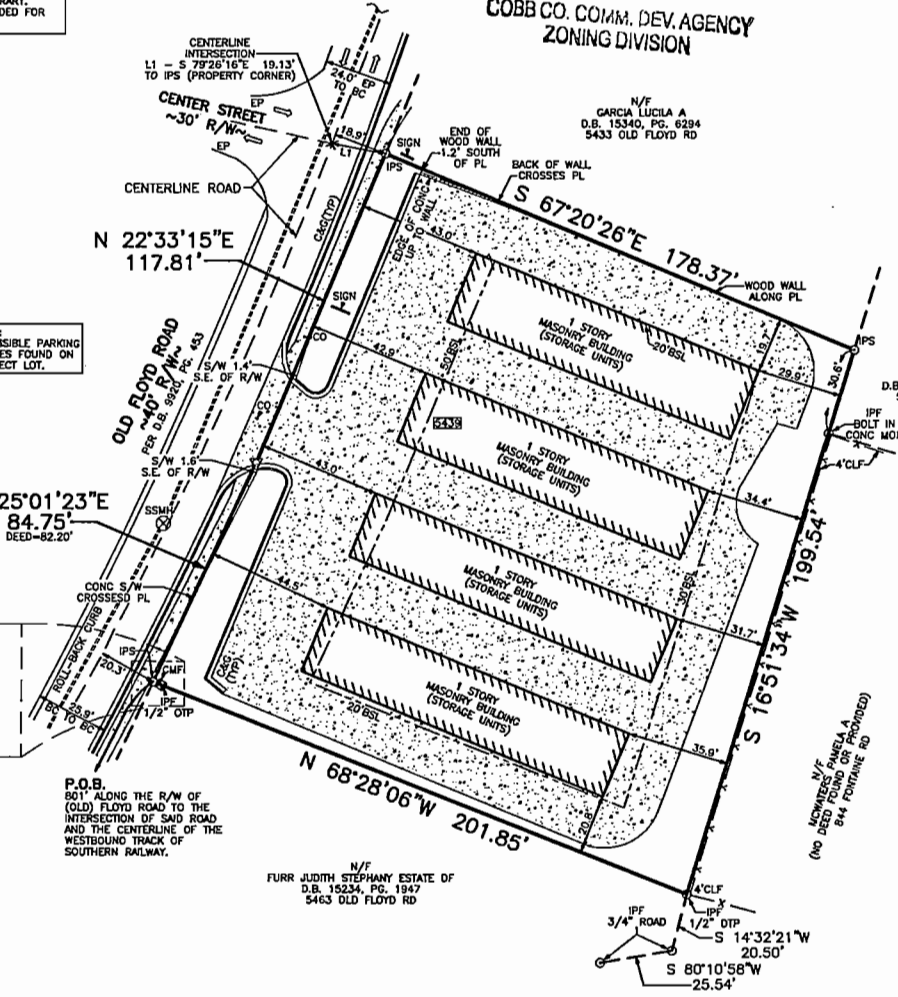 DED FOR
COBB CO. COMM. DEV. AGENCY
ZONING DIVISION
CENTERLINE
INTERSECTION
L1 - S 79°26'16"E 19.13'
TO IPS (PROPERTY CORNER)
24.0' EP
TO BC
EP
CENTER STREET
~30' R/W~
EP
18.9'
L1
SIGN
IPS
END OF
WOOD WALL
1.2' SOUTH
OF PL
BACK OF WALL
CROSSES PL
N/F
GARCIA LUCILA A
D.B. 15340, PG. 6294
5433 OLD FLOYD RD
CENTERLINE ROAD
C&G(TYP)
EDGE OF CONC
UP TO WALL
S 67°20'26"E 178.37'
WOOD WALL
ALONG PL
N 22°33'15"E
117.81'
SIGN
43.0'
50'BSL
1 STORY
MASONRY BUILDING
(STORAGE UNITS)
20'BSL
19.
29.9'
IPS
30.6'
D.B
IPF
BOLT IN
CONC MO
4'CLF
SIBLE PARKING
ES FOUND ON
ECT LOT.
OLD FLOYD ROAD
~40' R/W~
PER D.B. 9920, PG. 453
CO
S/W 1.4'
S.E. OF R/W
42.9'
CO
5439
1 STORY
MASONRY BUILDING
(STORAGE UNITS)
34.4'
S/W 1.6'
S.E. OF R/W
43.0'
SSMH
25°01'23"E
84.75'
DEED-82.20'
1 STORY
MASONRY BUILDING
(STORAGE UNITS)
30'BSL
31.7'
S 16°51'34"W 199.54'
CONC S/W
CROSSESD PL
44.5'
1 STORY
MASONRY BUILDING
(STORAGE UNITS)
35.9'
ROLL-BACK CURB
IPS
20.3'
CMF
IPF
1/2" OTP
25.9'
BC TO BC
C&G
(TYP)
20'BSL
20.8'
N 68°28'06"W 201.85'
N/F
MCWATERS PAMELA A
(NO DEED FOUND OR PROVIDED)
844 FONTAINE RD
P.O.B.
801' ALONG THE R/W OF
(OLD) FLOYD ROAD TO THE
INTERSECTION OF SAID ROAD
AND THE CENTERLINE OF THE
WESTBOUND TRACK OF
SOUTHERN RAILWAY.
N/F
FURR JUDITH STEPHANY ESTATE OF
D.B. 15234, PG. 1947
5463 OLD FLOYD RD
4'CLF
IPF
1/2" OTP
IPF
3/4" ROAD
S 14°32'21"W
20.50'
S 80°10'58"W
25.54'